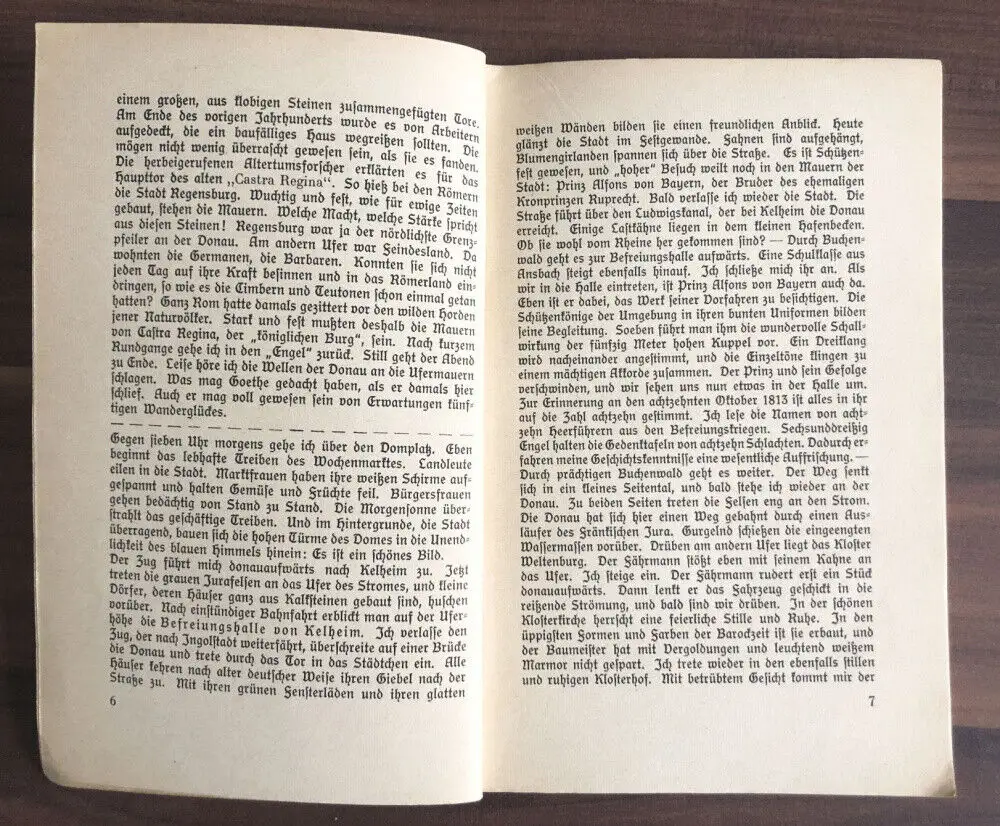 einem großen, aus klobigen Steinen zusammengefügten Tore.
Am Ende des vorigen Jahrhunderts wurde es von Arbeitern
aufgedeckt, die ein baufälliges Haus wegreißen sollten. Die
mögen nicht wenig überrascht gewesen sein, als sie es fanden.
Die herbeigerufenen Altertumsforscher erklärten es für das
Haupttor des alten „Castra Regina“. So hieß bei den Römern
die Stadt Regensburg. Wuchtig und fest, wie für ewige Zeiten
gebaut, stehen die Mauern. Welche Macht, welche Stärke spricht
aus diesen Steinen! Regensburg war ja der nördlichste Grenz-
pfeiler an der Donau. Am andern Ufer war Feindesland. Da
wohnten die Germanen, die Barbaren. Konnten sie sich nicht
jeden Tag auf ihre Kraft besinnen und in das Römerland ein-
dringen, so wie es die Cimbern und Teutonen schon einmal getan
hatten? Ganz Rom hatte damals gezittert vor den wilden Horden
jener Naturvölker. Stark und fest mußten deshalb die Mauern
von Castra Regina, der „königlichen Burg“, sein. Nach kurzem
Rundgange gehe ich in den „Engel“ zurück. Still geht der Abend
zu Ende. Leise höre ich die Wellen der Donau an die Ufermauern
schlagen. Was mag Goethe gedacht haben, als er damals hier
schlief. Auch er mag voll gewesen sein von Erwartungen künf-
tigen Wanderglückes.
Gegen sieben Uhr morgens gehe ich über den Domplatz. Eben
beginnt das lebhafte Treiben des Wochenmarktes. Landleute
eilen in die Stadt. Marktfrauen haben ihre weißen Schirme auf-
gespannt und halten Gemüse und Früchte feil. Bürgersfrauen
gehen bedächtig von Stand zu Stand. Die Morgensonne über-
strahlt das geschäftige Treiben. Und im Hintergrunde, die Stadt
überragend, bauen sich die hohen Türme des Domes in die Unend-
lichkeit des blauen Himmels hinein: Es ist ein schönes Bild.
Der Zug führt mich donauaufwärts nach Kelheim zu. Jetzt
treten die grauen Jurafelsen an das Ufer des Stromes, und kleine
Dörfer, deren Häuser ganz aus Kalksteinen gebaut sind, huschen
vorüber. Nach einstündiger Bahnfahrt erblickt man auf der Ufer-
höhe die Befreiungshalle von Kelheim. Ich verlasse den
Zug, der nach Ingolstadt weiterfährt, überschreite auf einer Brücke
die Donau und trete durch das Tor in das Städtchen ein. Alle
Häuser kehren nach alter deutscher Weise ihren Giebel nach der
Straße zu. Mit ihren grünen Fensterläden und ihren glatten
6
weißen Wänden bilden sie einen freundlichen Anblick. Heute
glänzt die Stadt im Festgewande. Fahnen sind aufgehängt,
Blumengirlanden spannen sich über die Straße. Es ist Schützen-
fest gewesen, und „hoher“ Besuch weilt noch in den Mauern der
Stadt: Prinz Alfons von Bayern, der Bruder des ehemaligen
Kronprinzen Ruprecht. Bald verlasse ich wieder die Stadt. Die
Straße führt über den Ludwigskanal, der bei Kelheim die Donau
erreicht. Einige Lastkähne liegen in dem kleinen Hafenbecken.
Ob sie wohl vom Rheine her gekommen sind? — Durch Buchen-
wald geht es zur Befreiungshalle aufwärts. Eine Schulklasse aus
Ansbach steigt ebenfalls hinauf. Ich schließe mich ihr an. Als
wir in die Halle eintreten, ist Prinz Alfons von Bayern auch da.
Eben ist er dabei, das Werk seiner Vorfahren zu besichtigen. Die
Schützenkönige der Umgebung in ihren bunten Uniformen bilden
seine Begleitung. Soeben führt man ihm die wundervolle Schall-
wirkung der fünfzig Meter hohen Kuppel vor. Ein Dreiklang
wird nacheinander angestimmt, und die Einzeltöne klingen zu
einem mächtigen Akkorde zusammen. Der Prinz und sein Gefolge
verschwinden, und wir sehen uns nun etwas in der Halle um.
Zur Erinnerung an den achtzehnten Oktober 1813 ist alles in ihr
auf die Zahl achtzehn gestimmt. Ich lese die Namen von acht-
zehn Heerführern aus den Befreiungskriegen. Sechsunddreißig
Engel halten die Gedenktafeln von achtzehn Schlachten. Dadurch er-
fahren meine Geschichtskenntnisse eine wesentliche Auffrischung. —
Durch prächtigen Buchenwald geht es weiter. Der Weg senkt
sich in ein kleines Seitental, und bald stehe ich wieder an der
Donau. Zu beiden Seiten treten die Felsen eng an den Strom.
Die Donau hat sich hier einen Weg gebahnt durch einen Aus-
läufer des Fränkischen Jura. Gurgelnd schießen die eingeengten
Wassermassen vorüber. Drüben am andern Ufer liegt das Kloster
Weltenburg. Der Fährmann stößt eben mit seinem Kahne an
das Ufer. Ich steige ein. Der Fährmann rudert erst ein Stück
donauaufwärts. Dann lenkt er das Fahrzeug geschickt in die
reißende Strömung, und bald sind wir drüben. In der schönen
Klosterkirche herrscht eine feierliche Stille und Ruhe. In den
üppigsten Formen und Farben der Barockzeit ist sie erbaut, und
der Baumeister hat mit Vergoldungen und leuchtend weißem
Marmor nicht gespart. Ich trete wieder in den ebenfalls stillen
und ruhigen Klosterhof. Mit betrübtem Gesicht kommt mir der
7